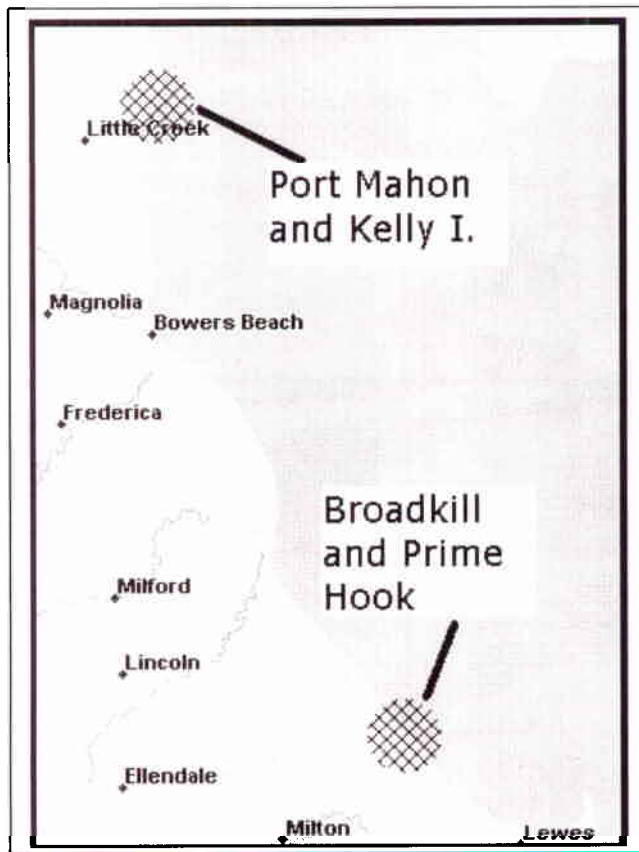 Little Creek
Port Mahon
and Kelly I.
Magnolia
Bowers Beach
Frederica
Broadkill
and Prime
Hook
Milford
Lincoln
Ellendale
Milton
Lewes